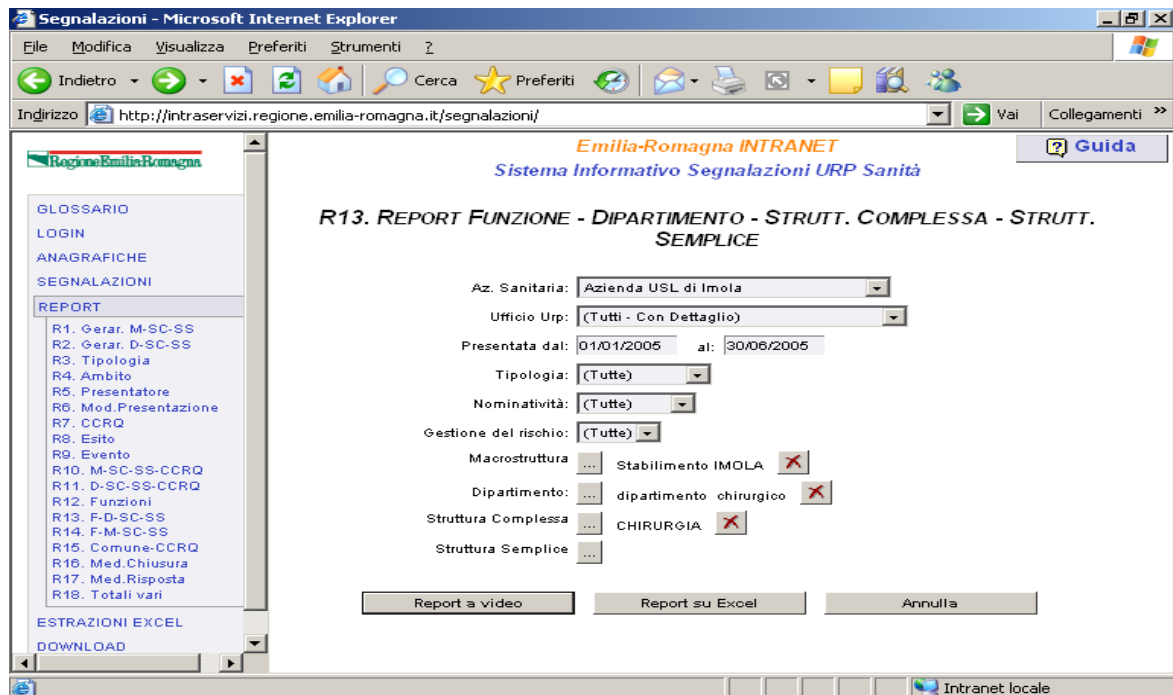 Segnalazioni - Microsoft Internet Explorer
File Modifica Visualizza Preferiti Strumenti ?
Indietro Cerca Preferiti
Indirizzo http://intraservizi.regione.emilia-romagna.it/segnalazioni/ Vai Collegamenti »
RegioneEmiliaRomagna
Emilia-Romagna INTRANET
Guida
Sistema Informativo Segnalazioni URP Sanità
GLOSSARIO
LOGIN
ANAGRAFICHE
SEGNALAZIONI
REPORT
R1. Gerar. M-SC-SS
R2. Gerar. D-SC-SS
R3. Tipologia
R4. Ambito
R5. Presentatore
R6. Mod.Presentazione
R7. CCRQ
R8. Esito
R9. Evento
R10. M-SC-SS-CCRQ
R11. D-SC-SS-CCRQ
R12. Funzioni
R13. F-D-SC-SS
R14. F-M-SC-SS
R15. Comune-CCRQ
R16. Med.Chiusura
R17. Med.Risposta
R18. Totali vari
ESTRAZIONI EXCEL
DOWNLOAD
R13. REPORT FUNZIONE - DIPARTIMENTO - STRUTT. COMPLESSA - STRUTT.
SEMPLICE
Az. Sanitaria: Azienda USL di Imola
Ufficio Urp: (Tutti - Con Dettaglio)
Presentata dal: 01/01/2005 al: 30/06/2005
Tipologia: (Tutte)
Nominatività: (Tutte)
Gestione del rischio: (Tutte)
Macrostruttura ... Stabilimento IMOLA
Dipartimento: ... dipartimento chirurgico
Struttura Complessa ... CHIRURGIA
Struttura Semplice ...
Report a video Report su Excel Annulla
Intranet locale